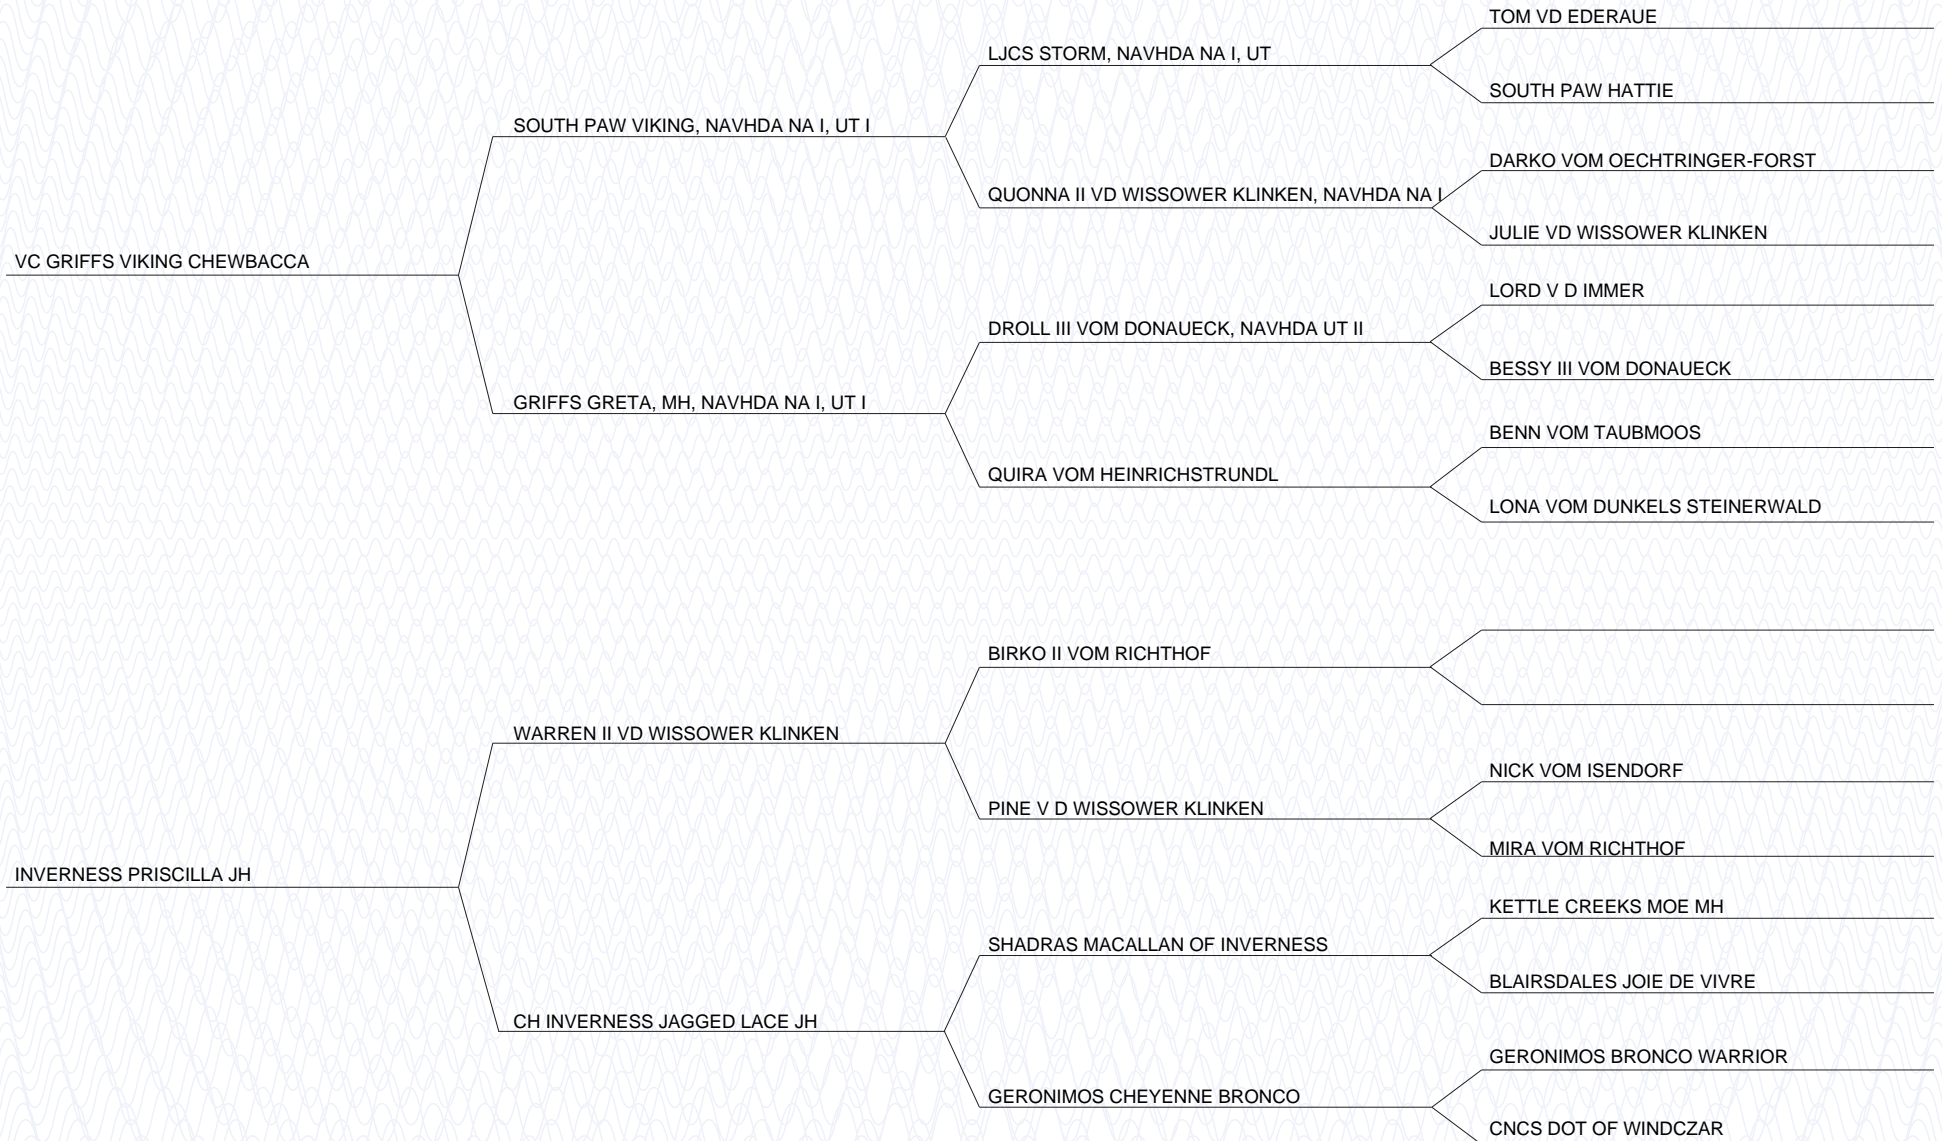 TOM VD EDERAUE
LJCS STORM, NAVHDA NA I, UT
SOUTH PAW HATTIE
SOUTH PAW VIKING, NAVHDA NA I, UT I
DARKO VOM OECHTRINGER-FORST
QUONNA II VD WISSOWER KLINKEN, NAVHDA NA I
JULIE VD WISSOWER KLINKEN
VC GRIFFS VIKING CHEWBACCA
LORD V D IMMER
DROLL III VOM DONAUECK, NAVHDA UT II
BESSY III VOM DONAUECK
GRIFFS GRETA, MH, NAVHDA NA I, UT I
BENN VOM TAUBMOOS
QUIRA VOM HEINRICHSTRUNDL
LONA VOM DUNKELS STEINERWALD
BIRKO II VOM RICHTHOF
WARREN II VD WISSOWER KLINKEN
NICK VOM ISENDORF
PINE V D WISSOWER KLINKEN
MIRA VOM RICHTHOF
INVERNESS PRISCILLA JH
KETTLE CREEKS MOE MH
SHADRAS MACALLAN OF INVERNESS
BLAIRSDALES JOIE DE VIVRE
CH INVERNESS JAGGED LACE JH
GERONIMOS BRONCO WARRIOR
GERONIMOS CHEYENNE BRONCO
CNCS DOT OF WINDCZAR